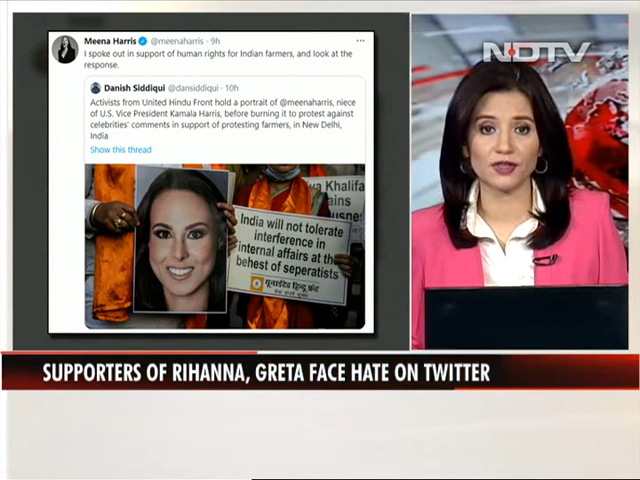 Meena Harris @meenaharris · 9h
I spoke out in support of human rights for Indian farmers, and look at the
response.
Danish Siddiqui @dansiddiqui · 10h
Activists from United Hindu Front hold a portrait of @meenaharris, niece
of U.S. Vice President Kamala Harris, before burning it to protest against
celebrities' comments in support of protesting farmers, in New Delhi,
India
Show this thread
Khalifa
India will not tolerate
interference in
internal affairs at the
behest of seperatists
यूनाइटेड हिन्दू फ्रंट
NDTV
SUPPORTERS OF RIHANNA, GRETA FACE HATE ON TWITTER